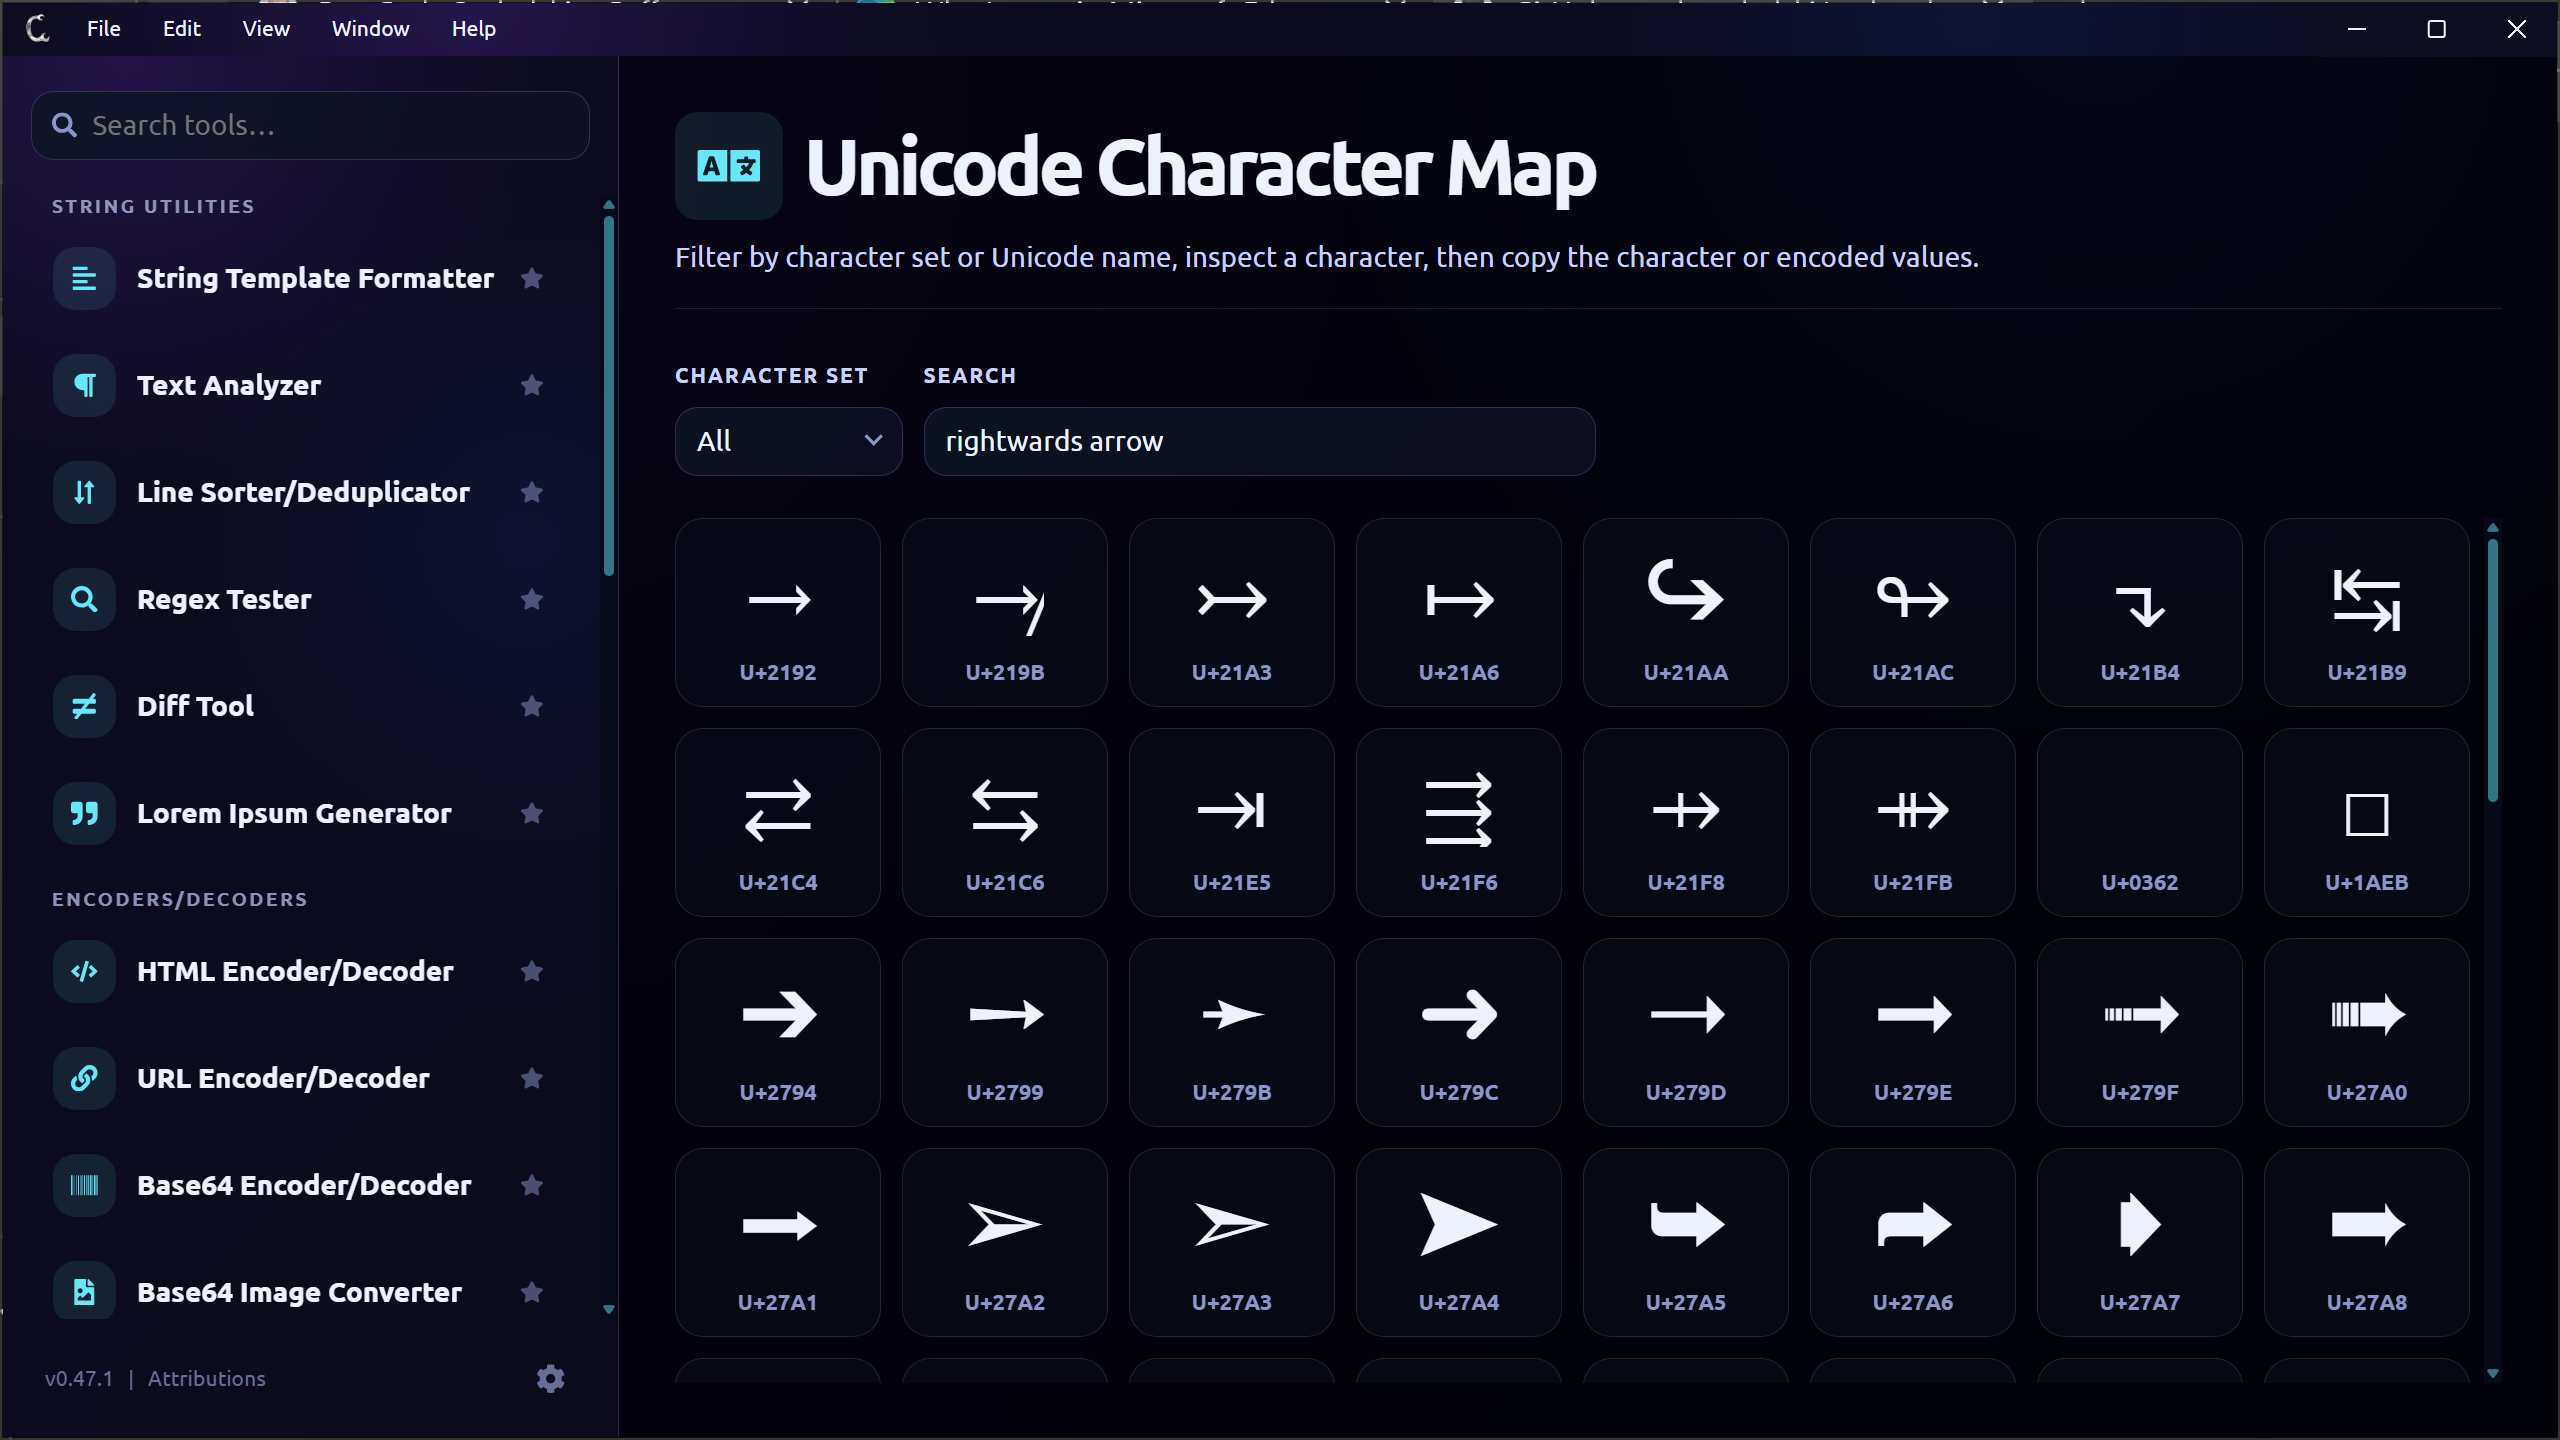 File Edit View Window Help
Search tools...
STRING UTILITIES
String Template Formatter
Text Analyzer
Line Sorter/Deduplicator
Regex Tester
Diff Tool
Lorem Ipsum Generator
ENCODERS/DECODERS
HTML Encoder/Decoder
URL Encoder/Decoder
Base64 Encoder/Decoder
Base64 Image Converter
v0.47.1 | Attributions
Unicode Character Map
Filter by character set or Unicode name, inspect a character, then copy the character or encoded values.
CHARACTER SET SEARCH
All rightwards arrow
→ ↛ ↣ ↦ ↪ ↬ ↴ ↹
U+2192 U+219B U+21A3 U+21A6 U+21AA U+21AC U+21B4 U+21B9
⇄ ⇆ ⇥ ⇶ ⇸ ⇻
U+21C4 U+21C6 U+21E5 U+21F6 U+21F8 U+21FB U+0362 U+1AEB
➔ ➙ ➛ ➜ ➝ ➞ ➟ ➠
U+2794 U+2799 U+279B U+279C U+279D U+279E U+279F U+27A0
➡ ➢ ➣ ➤ ➥ ➦ ➧ ➨
U+27A1 U+27A2 U+27A3 U+27A4 U+27A5 U+27A6 U+27A7 U+27A8